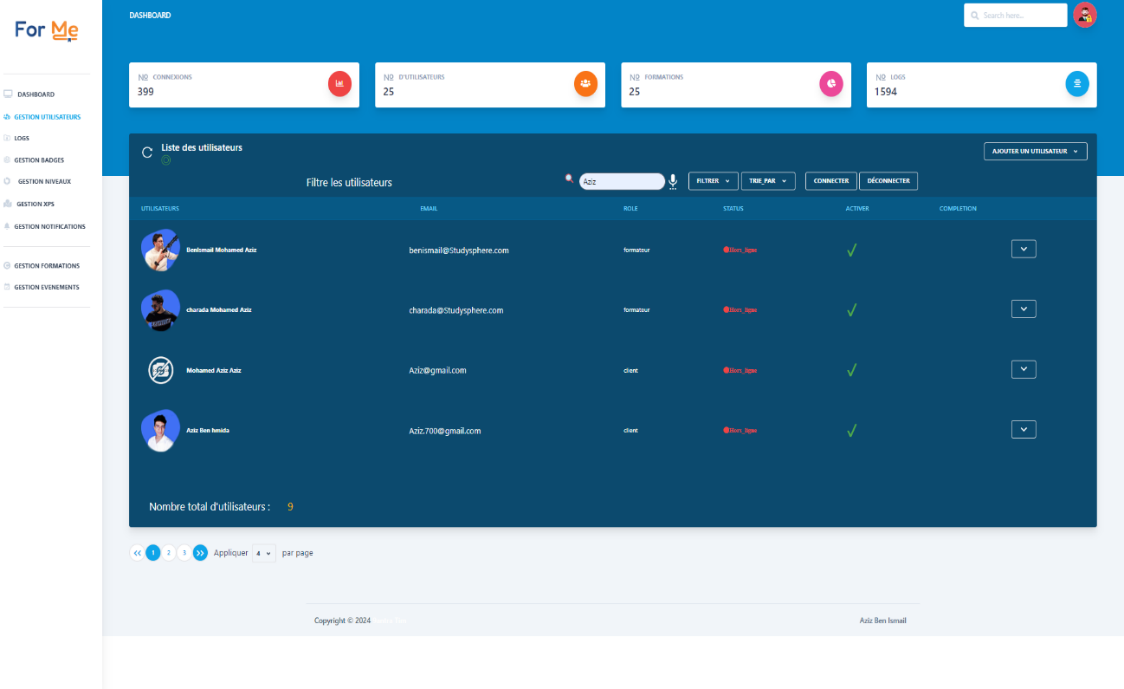 For Me
DASHBOARD
GESTION UTILISATEURS
LOGS
GESTION BADGES
GESTION NIVEAUX
GESTION XPS
GESTION NOTIFICATIONS
GESTION FORMATIONS
GESTION EVENEMENTS
DASHBOARD
Search here...
Nº CONNEXIONS
399
Nº D'UTILISATEURS
25
Nº FORMATIONS
25
Nº LOGS
1594
Liste des utilisateurs
AJOUTER UN UTILISATEUR
Filtre les utilisateurs
Aziz
FILTRER
TRIE_PAR
CONNECTER
DÉCONNECTER
UTILISATEURS EMAIL ROLE STATUS ACTIVER COMPLETION
BenIsmail Mohamed Aziz benismail@Studysphere.com formateur Hors_ligne
charada Mohamed Aziz charada@Studysphere.com formateur Hors_ligne
Mohamed Aziz Aziz Aziz@gmail.com client Hors_ligne
Aziz Ben hmida Aziz.700@gmail.com client Hors_ligne
Nombre total d'utilisateurs : 9
1 2 3 Appliquer 4 par page
Copyright © 2024
Aziz Ben Ismail